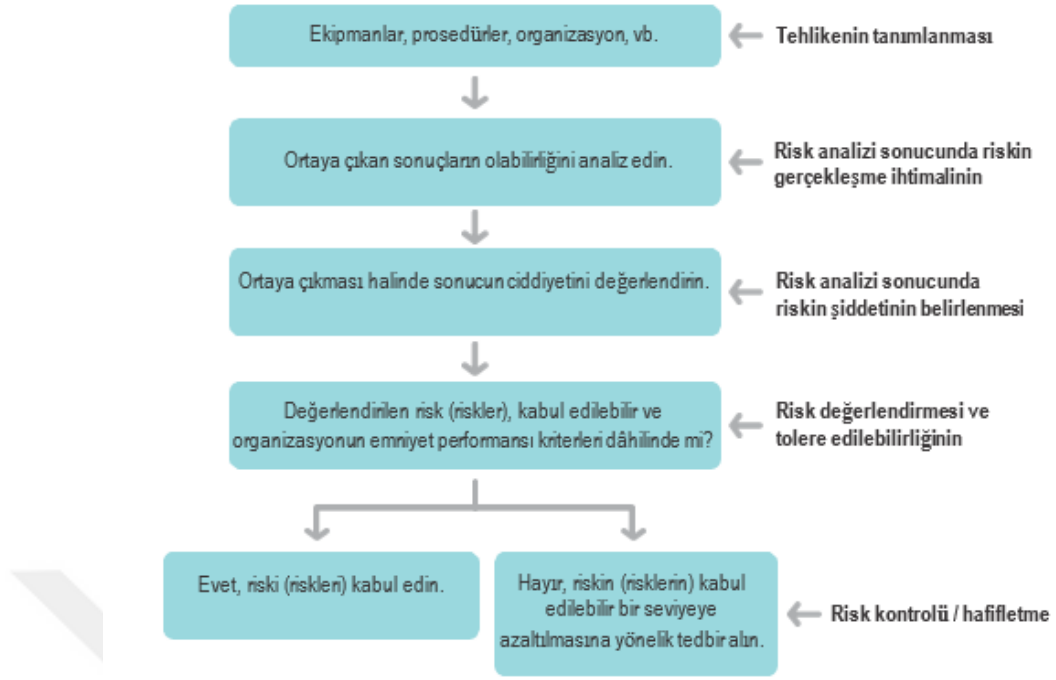 Ekipmanlar, prosedürler, organizasyon, vb.
Tehlikenin tanımlanması
Ortaya çıkan sonuçların olabilirliğini analiz edin.
Risk analizi sonucunda riskin
gerçekleşme ihtimalinin
Ortaya çıkması halinde sonucun ciddiyetini değerlendirin.
Risk analizi sonucunda
riskin şiddetinin belirlenmesi
Değerlendirilen risk (riskler), kabul edilebilir ve
organizasyonun emniyet performansı kriterleri dâhilinde mi?
Risk değerlendirmesi ve
tolere edilebilirliğinin
Evet, riski (riskleri) kabul edin.
Hayır, riskin (risklerin) kabul
edilebilir bir seviyeye
azaltılmasına yönelik tedbir alın.
Risk kontrolü / hafifletme